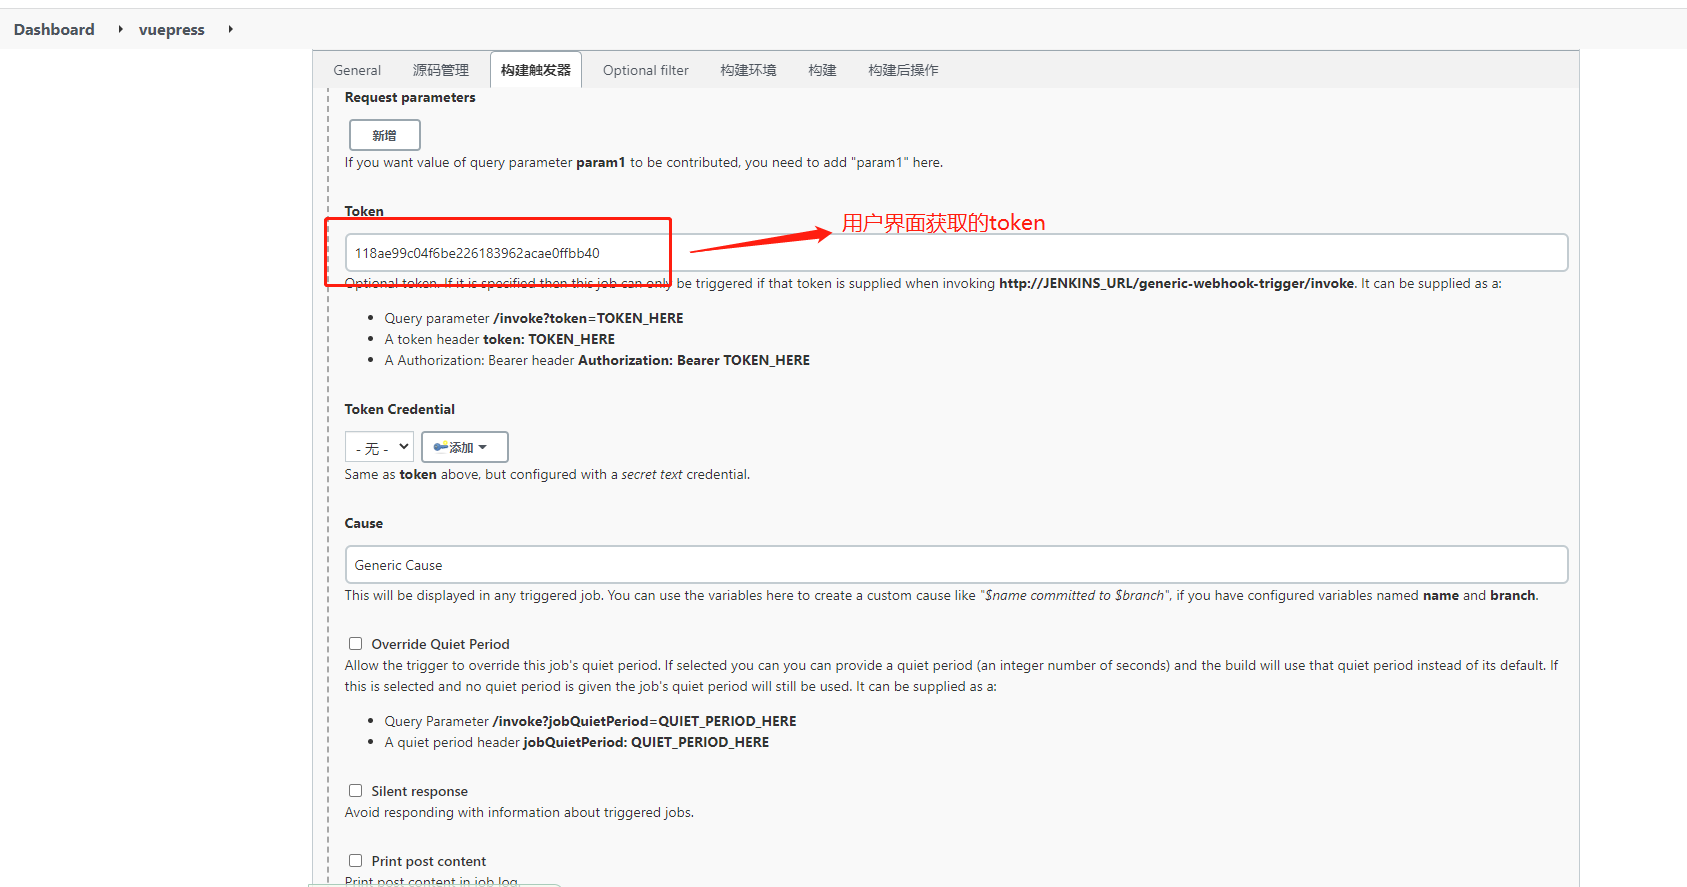 Dashboard vuepress
General 源码管理 构建触发器 Optional filter 构建环境 构建 构建后操作
Request parameters
新增
If you want value of query parameter param1 to be contributed, you need to add "param1" here.
Token
用户界面获取的token
118ae99c04f6be226183962acae0ffbb40
Optional token. If it is specified then this job can only be triggered if that token is supplied when invoking http://JENKINS_URL/generic-webhook-trigger/invoke. It can be supplied as a:
Query parameter /invoke?token=TOKEN_HERE
A token header token: TOKEN_HERE
A Authorization: Bearer header Authorization: Bearer TOKEN_HERE
Token Credential
- 无 - 添加
Same as token above, but configured with a secret text credential.
Cause
Generic Cause
This will be displayed in any triggered job. You can use the variables here to create a custom cause like "$name committed to $branch", if you have configured variables named name and branch.
Override Quiet Period
Allow the trigger to override this job's quiet period. If selected you can you can provide a quiet period (an integer number of seconds) and the build will use that quiet period instead of its default. If
this is selected and no quiet period is given the job's quiet period will still be used. It can be supplied as a:
Query Parameter /invoke?jobQuietPeriod=QUIET_PERIOD_HERE
A quiet period header jobQuietPeriod: QUIET_PERIOD_HERE
Silent response
Avoid responding with information about triggered jobs.
Print post content
Print post content in job log.